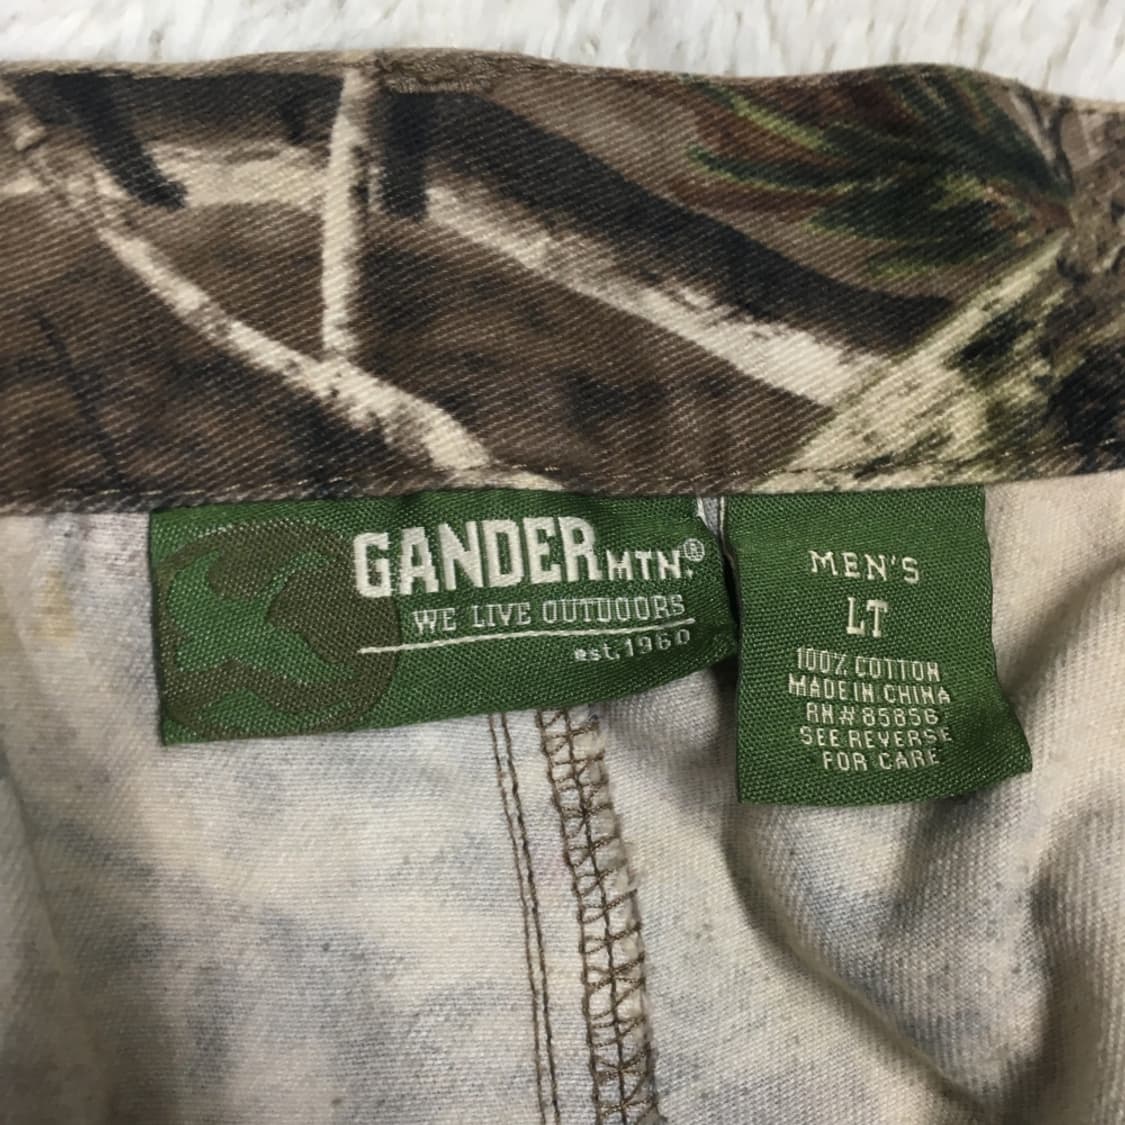 GANDER MTN.®
WE LIVE OUTDOORS
est. 1960
MEN'S
LT
100% COTTON
MADE IN CHINA
RN# 85856
SEE REVERSE
FOR CARE